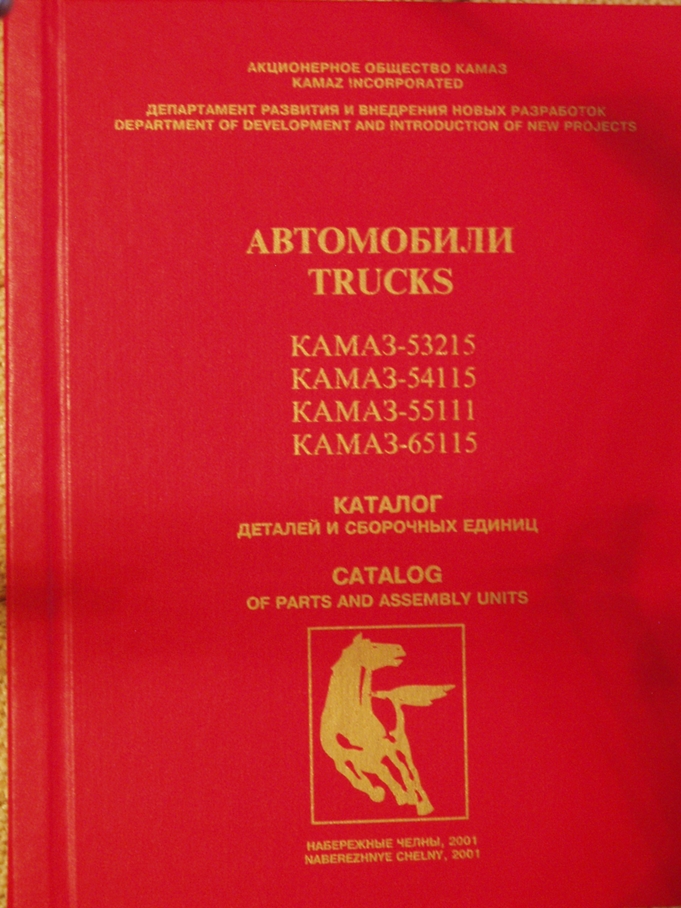 АКЦИОНЕРНОЕ ОБЩЕСТВО КАМАЗ
KAMAZ INCORPORATED
ДЕПАРТАМЕНТ РАЗВИТИЯ И ВНЕДРЕНИЯ НОВЫХ РАЗРАБОТОК
DEPARTMENT OF DEVELOPMENT AND INTRODUCTION OF NEW PROJECTS
АВТОМОБИЛИ
TRUCKS
КАМАЗ-53215
КАМАЗ-54115
КАМАЗ-55111
КАМАЗ-65115
КАТАЛОГ
ДЕТАЛЕЙ И СБОРОЧНЫХ ЕДИНИЦ
CATALOG
OF PARTS AND ASSEMBLY UNITS
НАБЕРЕЖНЫЕ ЧЕЛНЫ, 2001
NABEREZHNYE CHELNY, 2001